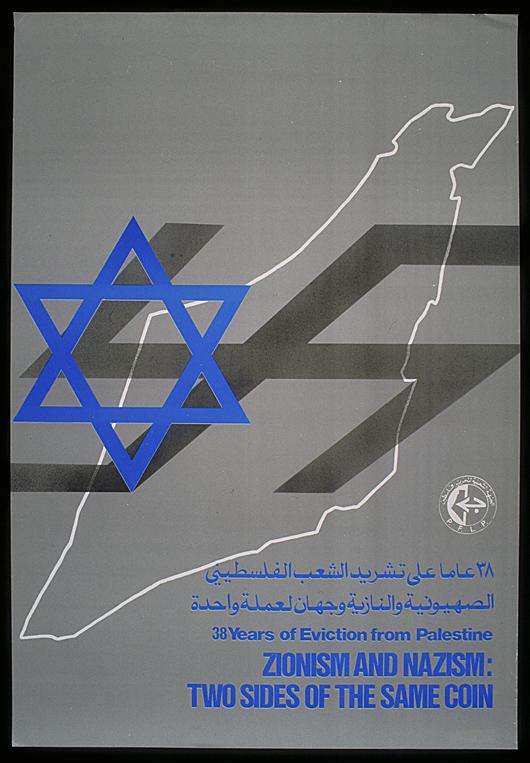 P.F.L.P.
٣٨ عاما على تشريد الشعب الفلسطيني
الصهيونية والنازية وجهان لعملة واحدة
38 Years of Eviction from Palestine
ZIONISM AND NAZISM:
TWO SIDES OF THE SAME COIN